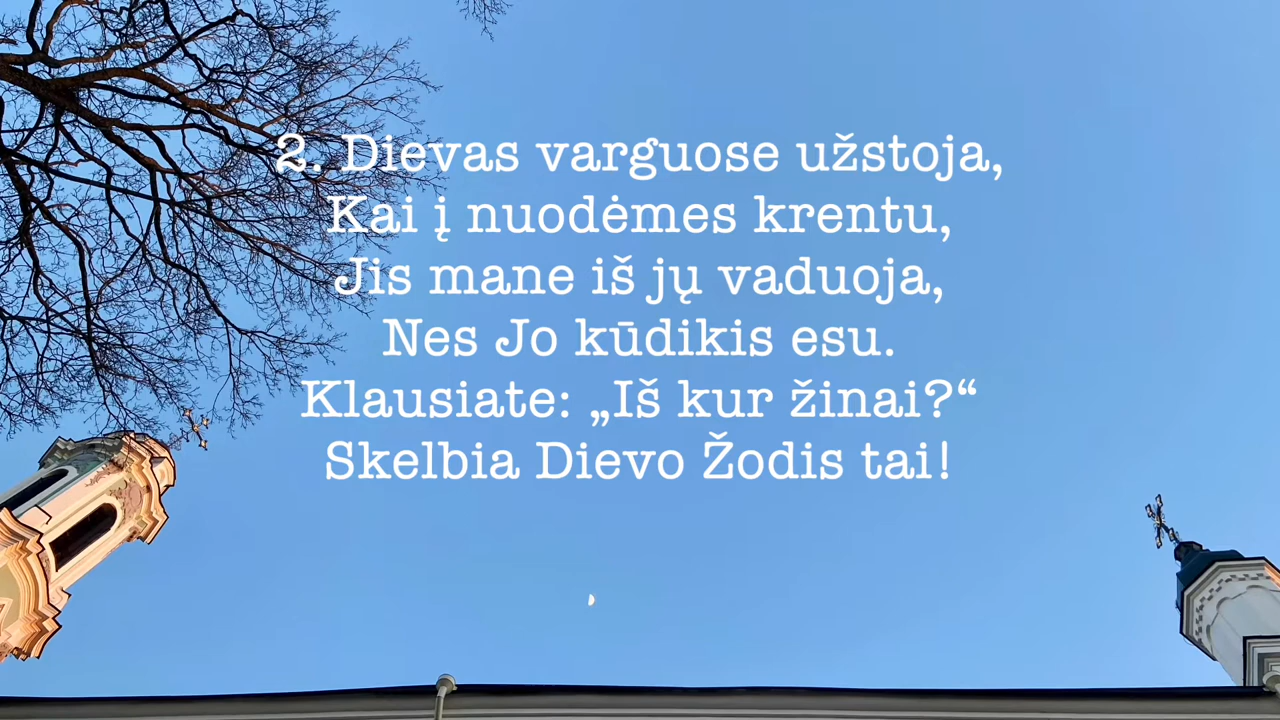 2. Dievas varguose užstoja,
Kai į nuodėmes krentu,
Jis mane iš jų vaduoja,
Nes Jo kūdikis esu.
Klausiate: „Iš kur žinai?“
Skelbia Dievo Žodis tai!